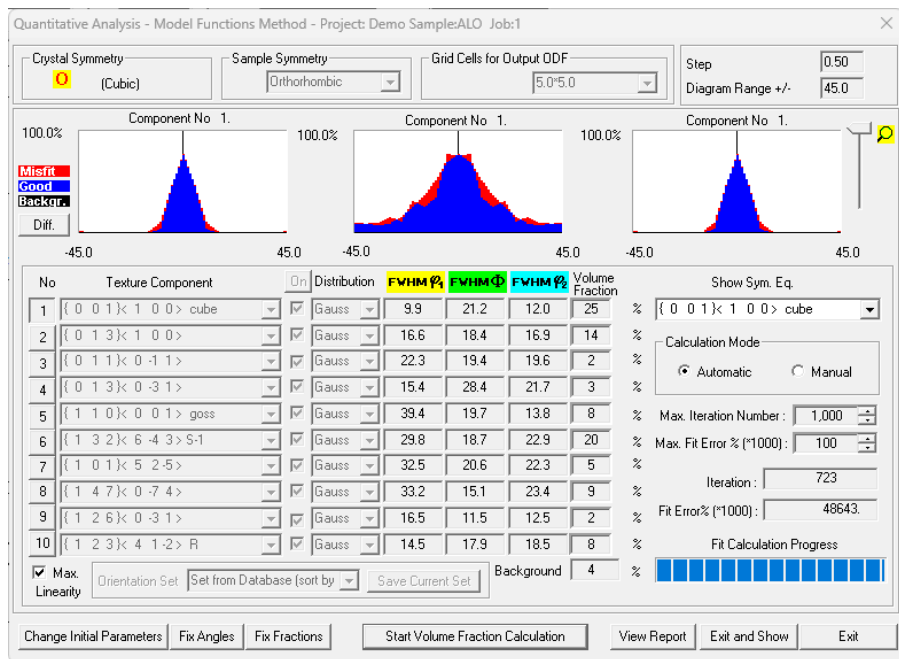 Quantitative Analysis - Model Functions Method - Project: Demo Sample:ALO Job:1
Crystal Symmetry
O (Cubic)
Sample Symmetry
Orthorhombic
Grid Cells for Output ODF
5.0*5.0
Step 0.50
Diagram Range +/- 45.0
Component No 1. Component No 1. Component No 1.
100.0% 100.0% 100.0%
Misfit
Good
Backgr.
Diff.
-45.0 45.0 -45.0 45.0 -45.0 45.0
No Texture Component On Distribution FWHM φ1 FWHM Φ FWHM φ2 Volume Fraction
1 { 0 0 1}< 1 0 0> cube Gauss 9.9 21.2 12.0 25 %
2 { 0 1 3}< 1 0 0> Gauss 16.6 18.4 16.9 14 %
3 { 0 1 1}< 0 -1 1> Gauss 22.3 19.4 19.6 2 %
4 { 0 1 3}< 0 -3 1> Gauss 15.4 28.4 21.7 3 %
5 { 1 1 0}< 0 0 1> goss Gauss 39.4 19.7 13.8 8 %
6 { 1 3 2}< 6 -4 3> S-1 Gauss 29.8 18.7 22.9 20 %
7 { 1 0 1}< 5 2-5> Gauss 32.5 20.6 22.3 5 %
8 { 1 4 7}< 0 -7 4> Gauss 33.2 15.1 23.4 9 %
9 { 1 2 6}< 0 -3 1> Gauss 16.5 11.5 12.5 2 %
10 { 1 2 3}< 4 1-2> R Gauss 14.5 17.9 18.5 8 %
Max. Linearity
Orientation Set Set from Database (sort by Save Current Set
Background 4 %
Show Sym. Eq.
{ 0 0 1}< 1 0 0> cube
Calculation Mode
Automatic Manual
Max. Iteration Number : 1,000
Max. Fit Error % (*1000) : 100
Iteration : 723
Fit Error% (*1000) : 48643.
Fit Calculation Progress
Change Initial Parameters Fix Angles Fix Fractions Start Volume Fraction Calculation View Report Exit and Show Exit